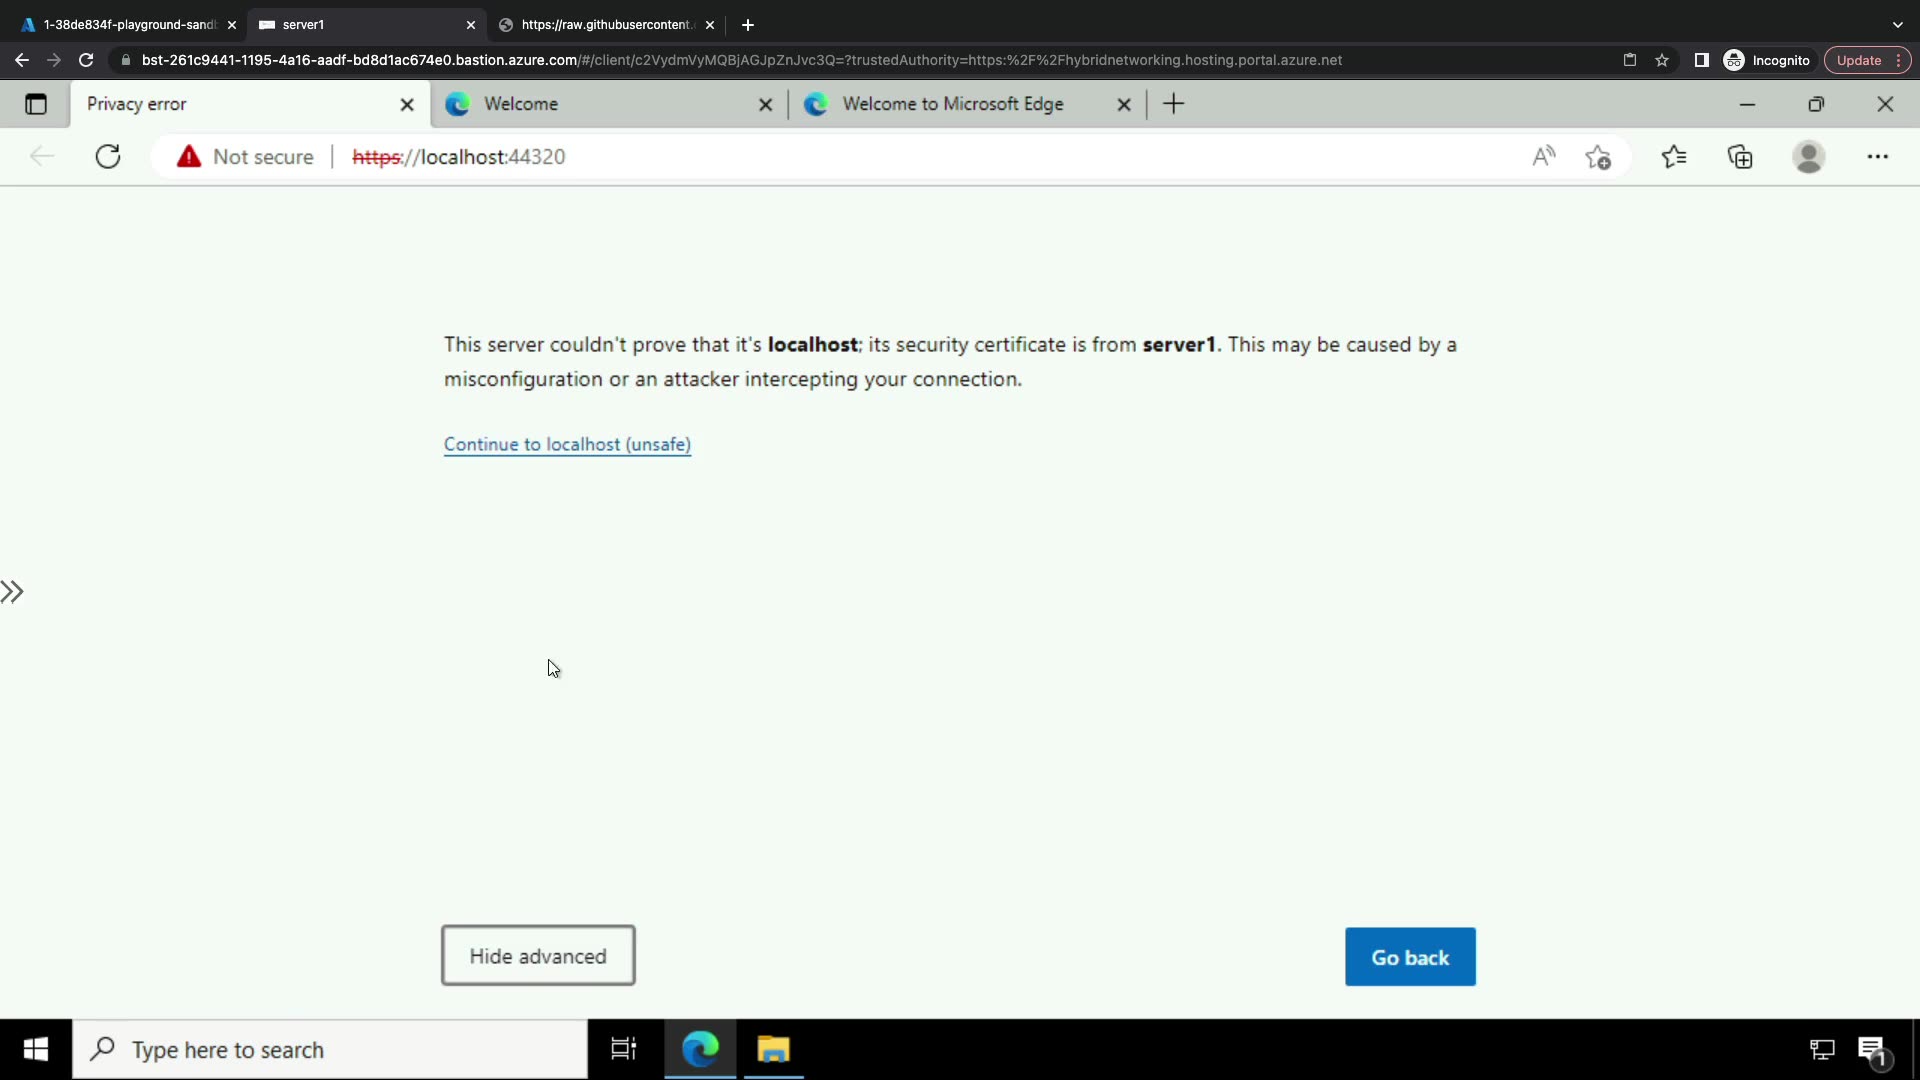 1-38de834f-playground-sand
server1
https://raw.githubusercontent.
bst-261c9441-1195-4a16-aadf-bd8d1ac674e0.bastion.azure.com/#/client/c2VydmVyMQBjAGJpZnJvc3Q=?trustedAuthority=https:%2F%2Fhybridnetworking.hosting.portal.azure.net
Incognito
Update
Privacy error
Welcome
Welcome to Microsoft Edge
Not secure
https://localhost:44320
This server couldn't prove that it's localhost; its security certificate is from server1. This may be caused by a
misconfiguration or an attacker intercepting your connection.
Continue to localhost (unsafe)
Hide advanced
Go back
Type here to search
1